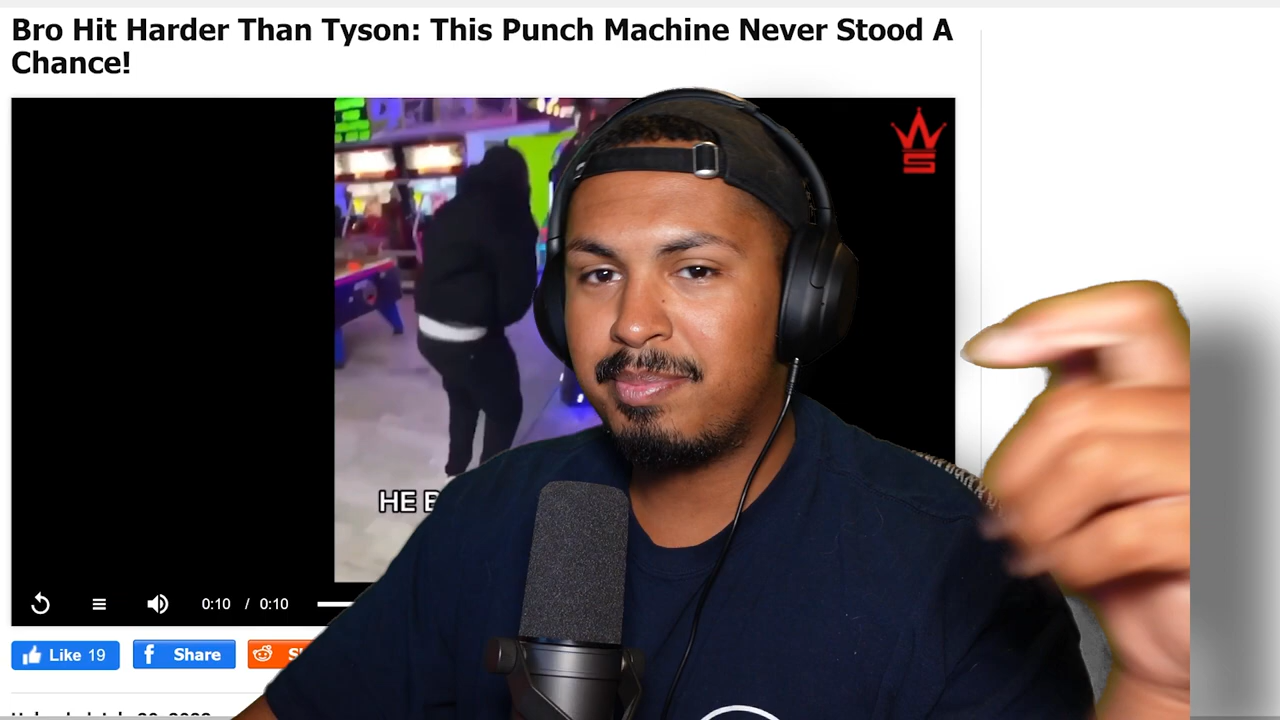 Bro Hit Harder Than Tyson: This Punch Machine Never Stood A
Chance!
WS
HE
0:10 / 0:10
Like 19
Share